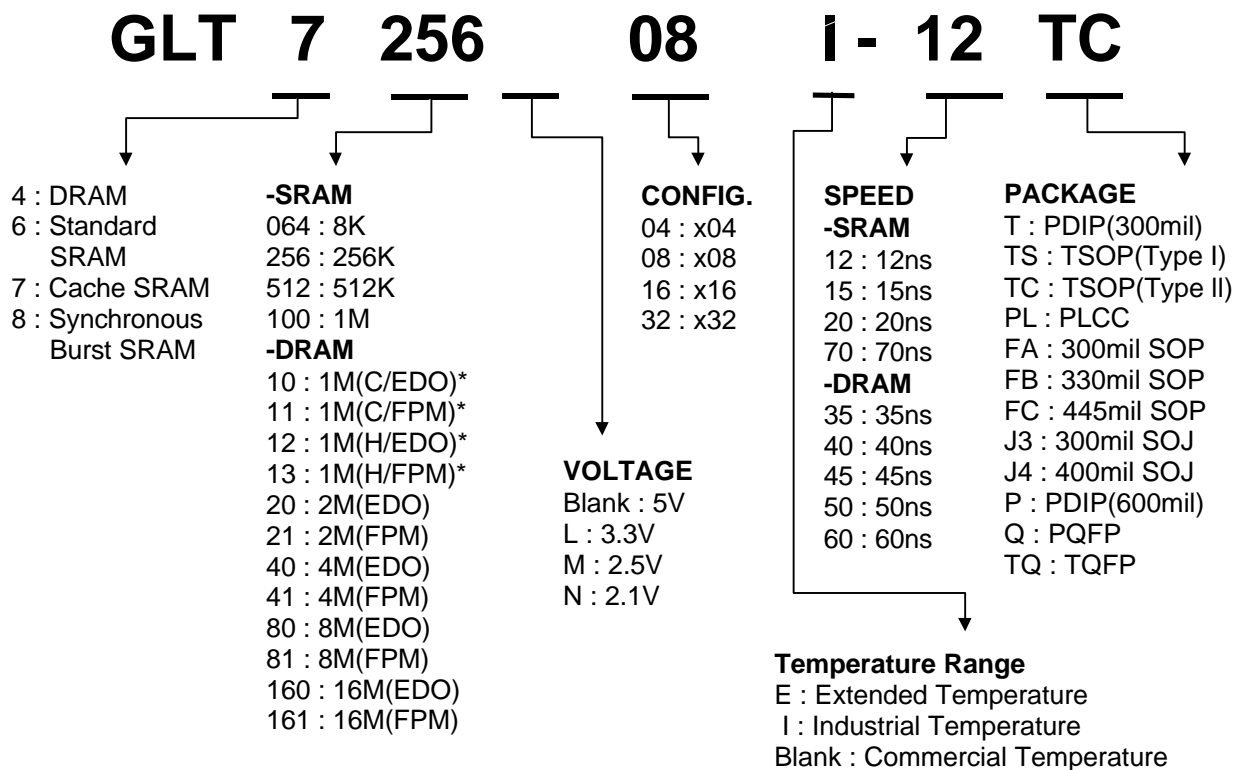 GLT 7 256 08 I - 12 TC
4 : DRAM
6 : Standard
SRAM
7 : Cache SRAM
8 : Synchronous
Burst SRAM
-SRAM
064 : 8K
256 : 256K
512 : 512K
100 : 1M
-DRAM
10 : 1M(C/EDO)*
11 : 1M(C/FPM)*
12 : 1M(H/EDO)*
13 : 1M(H/FPM)*
20 : 2M(EDO)
21 : 2M(FPM)
40 : 4M(EDO)
41 : 4M(FPM)
80 : 8M(EDO)
81 : 8M(FPM)
160 : 16M(EDO)
161 : 16M(FPM)
VOLTAGE
Blank : 5V
L : 3.3V
M : 2.5V
N : 2.1V
CONFIG.
04 : x04
08 : x08
16 : x16
32 : x32
SPEED
-SRAM
12 : 12ns
15 : 15ns
20 : 20ns
70 : 70ns
-DRAM
35 : 35ns
40 : 40ns
45 : 45ns
50 : 50ns
60 : 60ns
PACKAGE
T : PDIP(300mil)
TS : TSOP(Type I)
TC : TSOP(Type ll)
PL : PLCC
FA : 300mil SOP
FB : 330mil SOP
FC : 445mil SOP
J3 : 300mil SOJ
J4 : 400mil SOJ
P : PDIP(600mil)
Q : PQFP
TQ : TQFP
Temperature Range
E : Extended Temperature
I : Industrial Temperature
Blank : Commercial Temperature